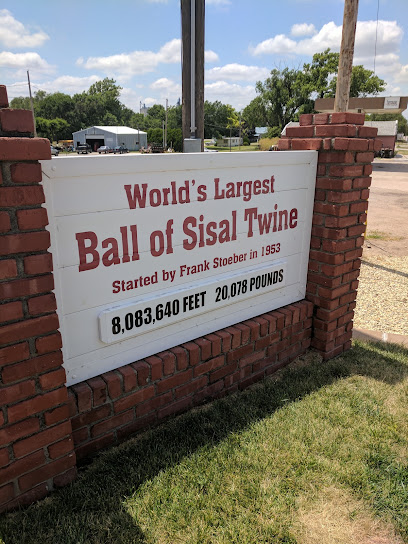 World's Largest
Ball of Sisal Twine
Started by Frank Stoeber in 1953
8,083,640 FEET 20,078 POUNDS